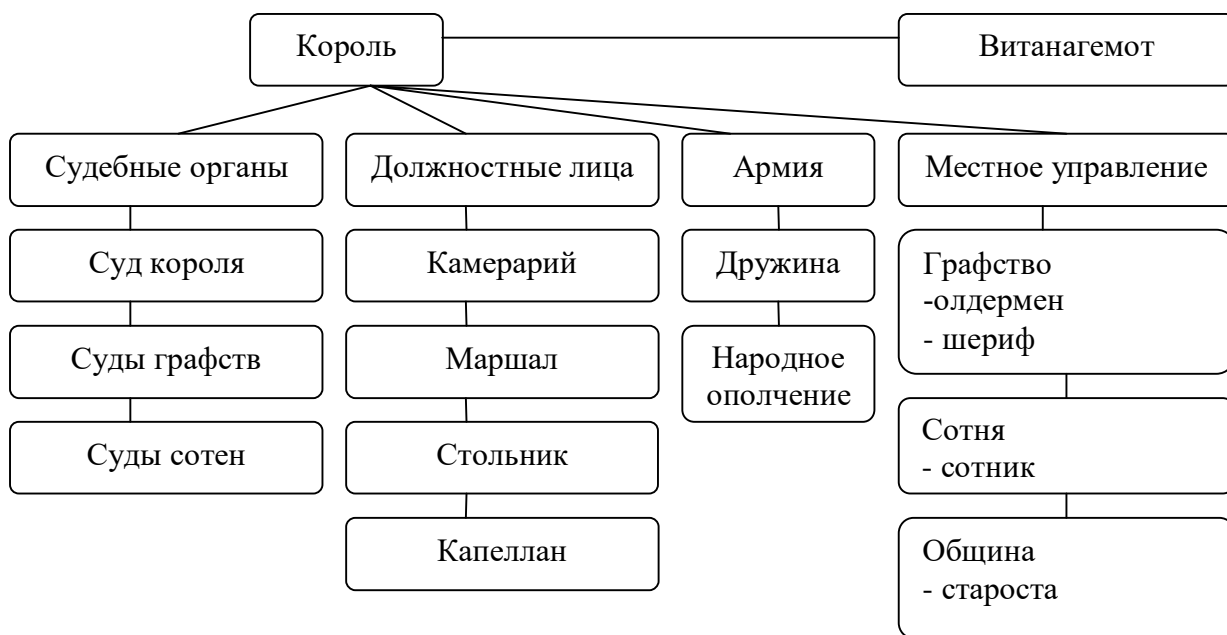 Король
Витанагемот
Судебные органы
Должностные лица
Армия
Местное управление
Суд короля
Камерарий
Дружина
Графство
-олдермен
- шериф
Суды графств
Маршал
Народное
ополчение
Суды сотен
Стольник
Сотня
- сотник
Капеллан
Община
- староста